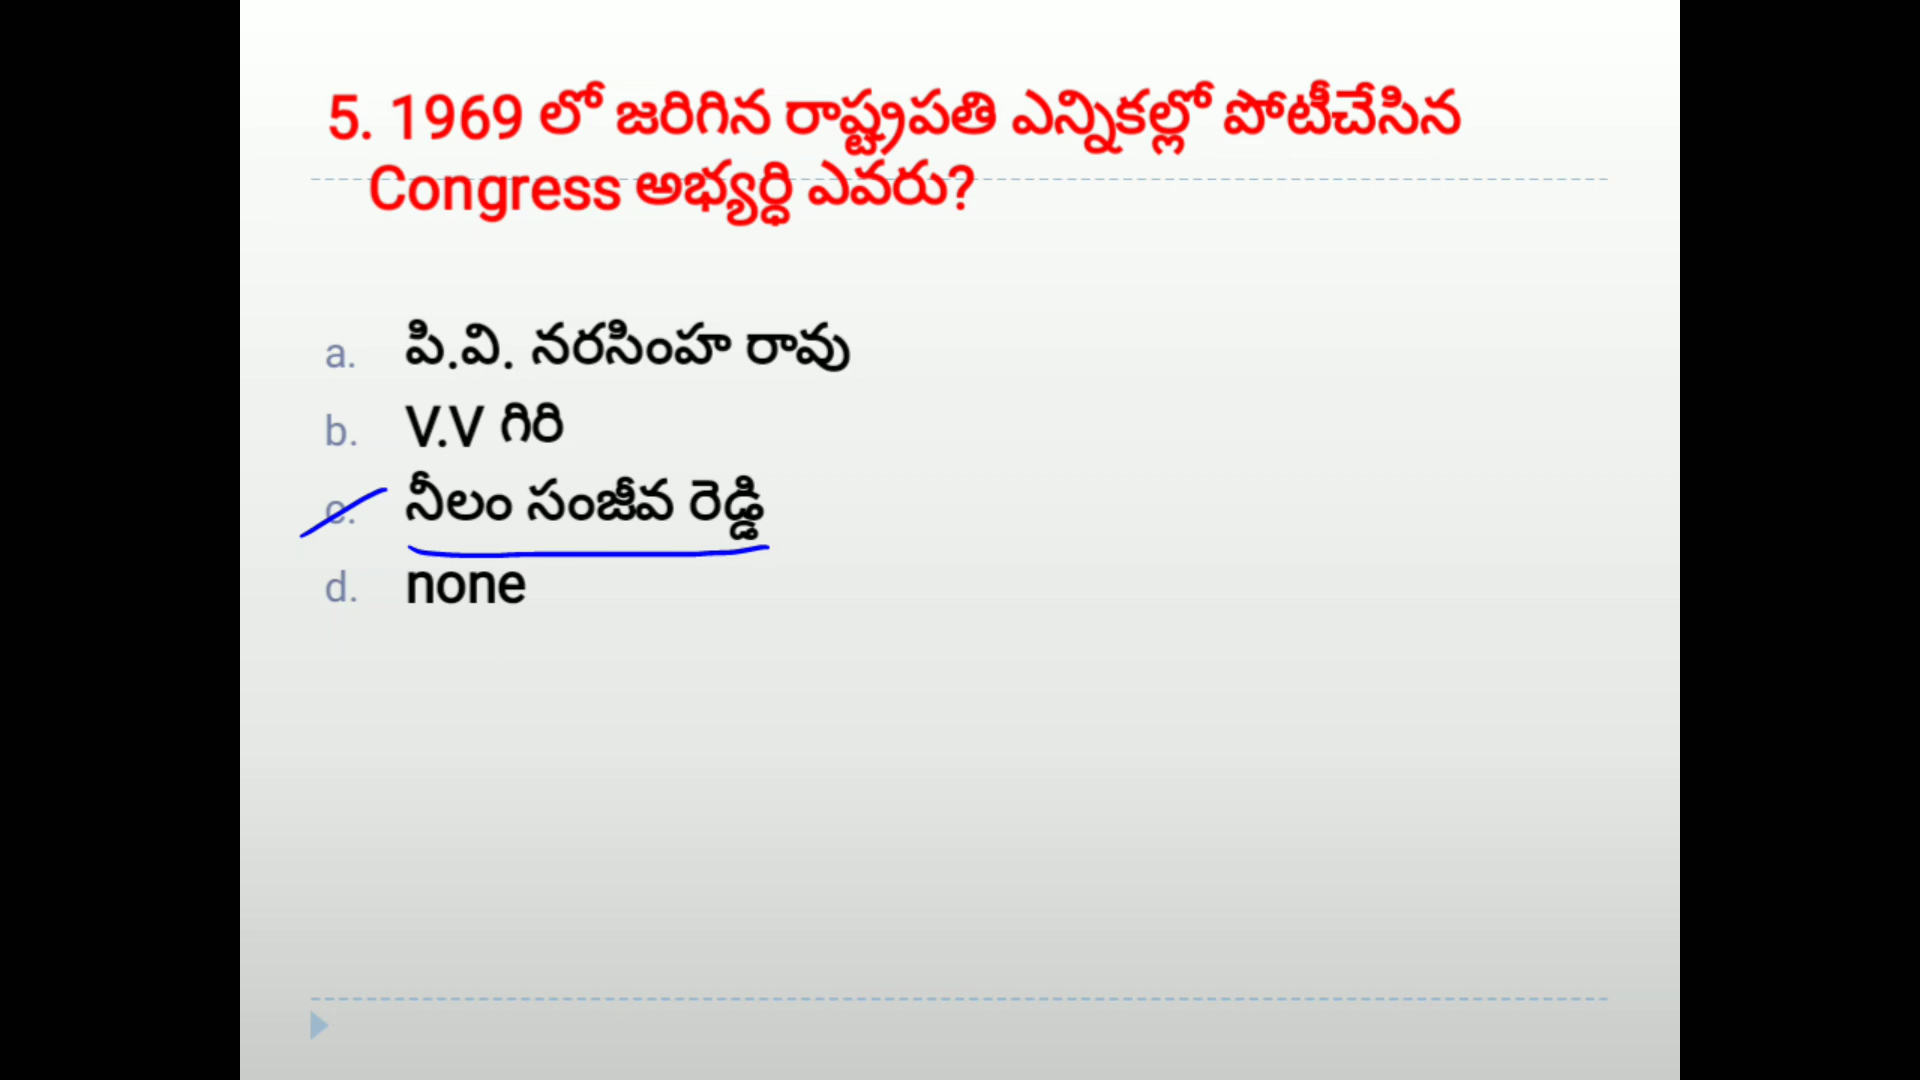 5. 1969 లో జరిగిన రాష్ట్రపతి ఎన్నికల్లో పోటీచేసిన
Congress అభ్యర్ధి ఎవరు?
a. పి.వి. నరసింహ రావు
b. V.V గిరి
c. నీలం సంజీవ రెడ్డి
d. none